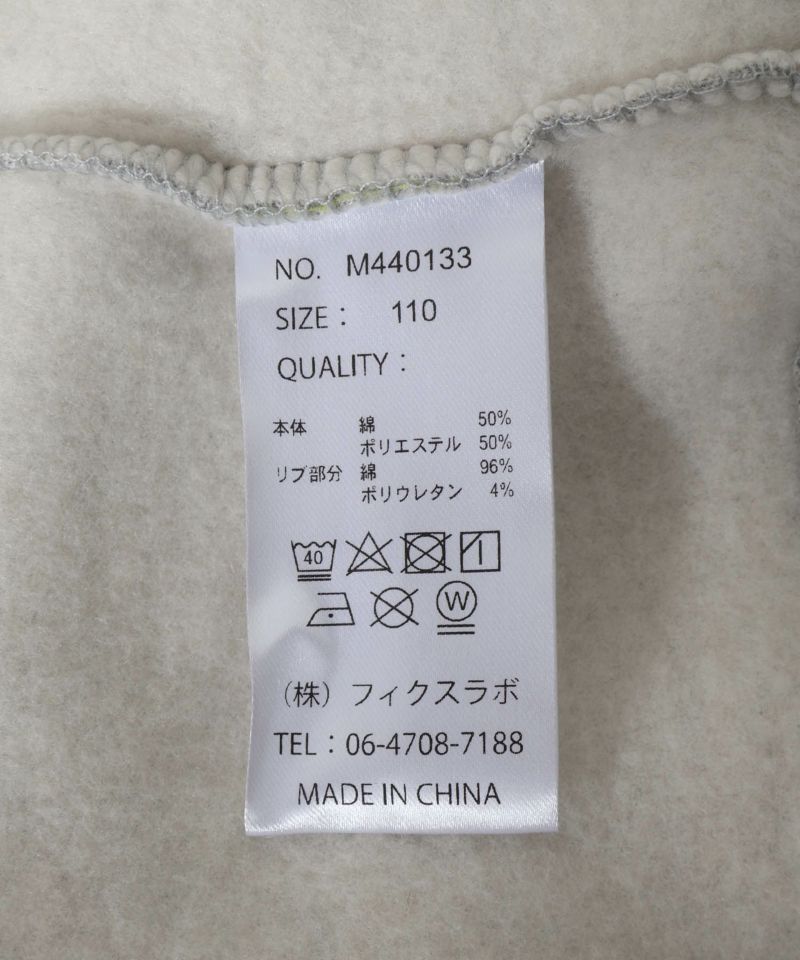 NO. M440133
SIZE： 110
QUALITY：
本体 綿 50%
ポリエステル 50%
リブ部分 綿 96%
ポリウレタン 4%
40
W
（株）フィクスラボ
TEL：06-4708-7188
MADE IN CHINA